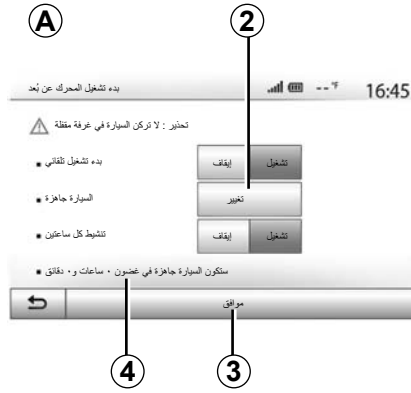 A
2
بدء تشغيل المحرك عن بُعد
--°F 16:45
تحذير : لا تركن السيارة في غرفة مقفلة
بدء تشغيل تلقائي إيقاف تشغيل
السيارة جاهزة تغيير
تنشيط كل ساعتين إيقاف تشغيل
ستكون السيارة جاهزة في غضون ٠ ساعات و٠ دقائق
موافق
4
3